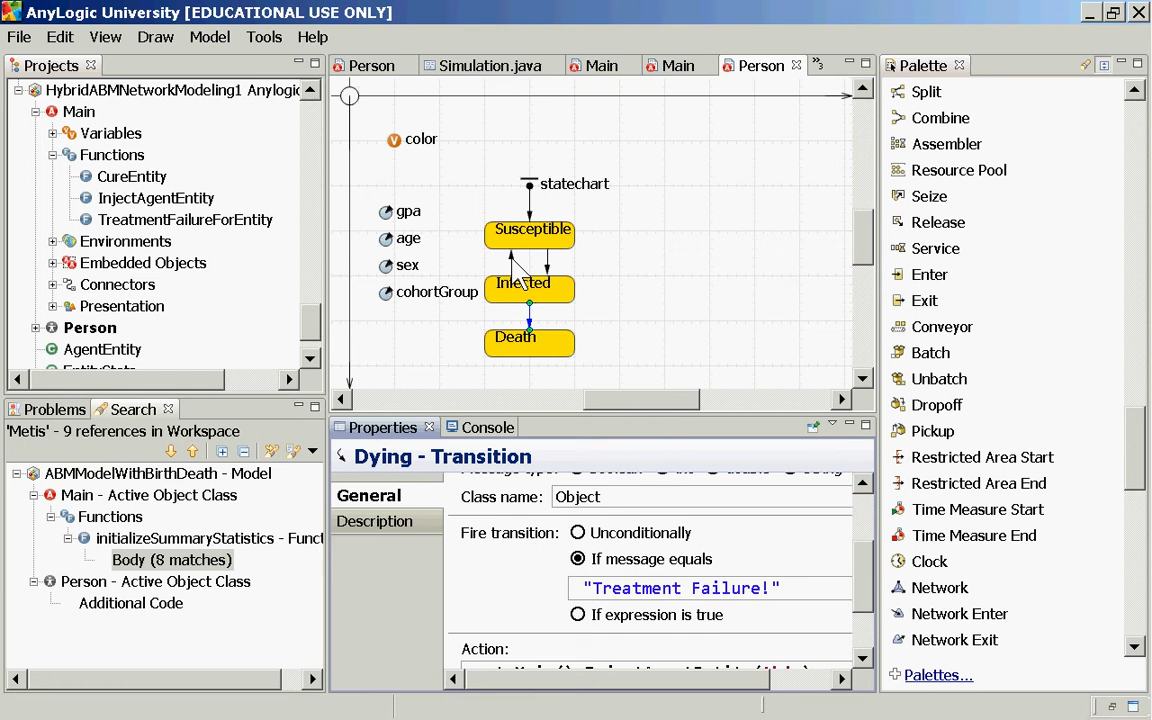 AnyLogic University [EDUCATIONAL USE ONLY]
File Edit View Draw Model Tools Help
Projects
HybridABMNetworkModeling1 Anylogic
Main
Variables
Functions
CureEntity
InjectAgentEntity
TreatmentFailureForEntity
Environments
Embedded Objects
Connectors
Presentation
Person
AgentEntity
Problems Search
'Metis' - 9 references in Workspace
ABMModelWithBirthDeath - Model
Main - Active Object Class
Functions
initializeSummaryStatistics - Funct
Body (8 matches)
Person - Active Object Class
Additional Code
Person Simulation.java Main Main Person »3
color
statechart
gpa
age
sex
cohortGroup
Susceptible
Infected
Death
Properties Console
Dying - Transition
General
Description
Class name: Object
Fire transition: Unconditionally
If message equals
"Treatment Failure!"
If expression is true
Action:
Palette
Split
Combine
Assembler
Resource Pool
Seize
Release
Service
Enter
Exit
Conveyor
Batch
Unbatch
Dropoff
Pickup
Restricted Area Start
Restricted Area End
Time Measure Start
Time Measure End
Clock
Network
Network Enter
Network Exit
Palettes...